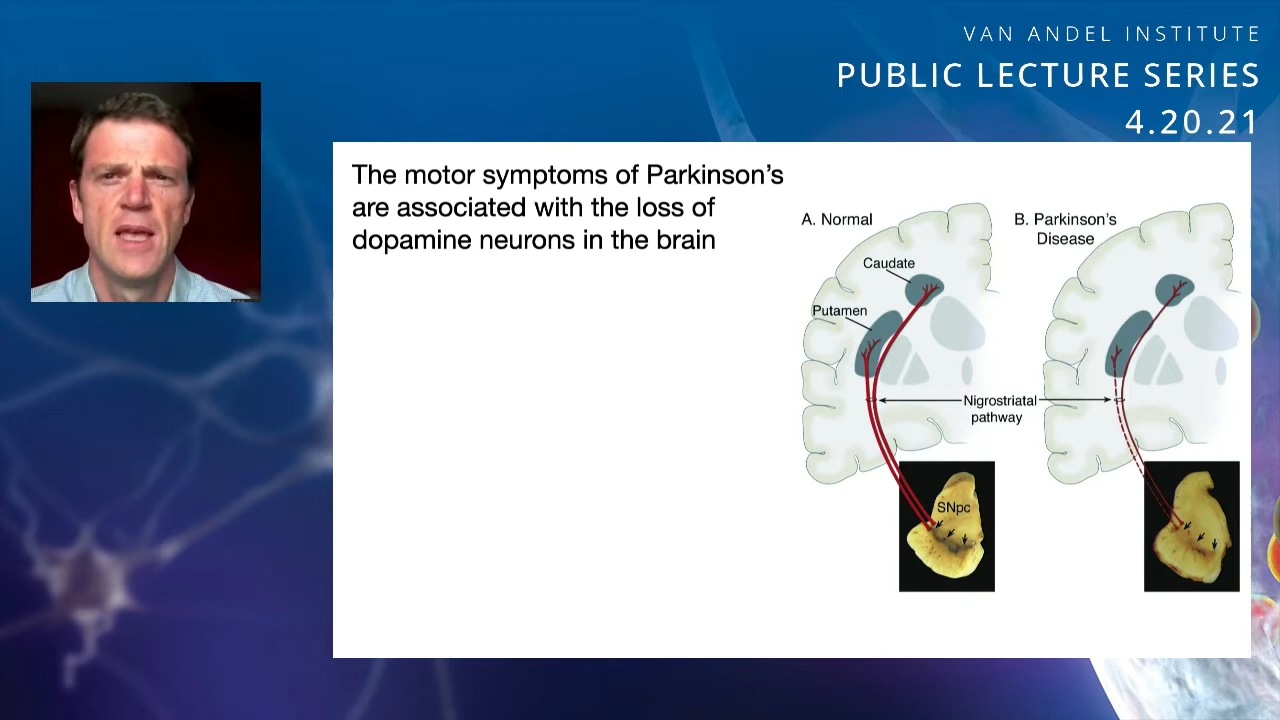 VAN ANDEL INSTITUTE
PUBLIC LECTURE SERIES
4.20.21
The motor symptoms of Parkinson's
are associated with the loss of
dopamine neurons in the brain
A. Normal
B. Parkinson's
Disease
Caudate
Putamen
Nigrostriatal
pathway
SNpc